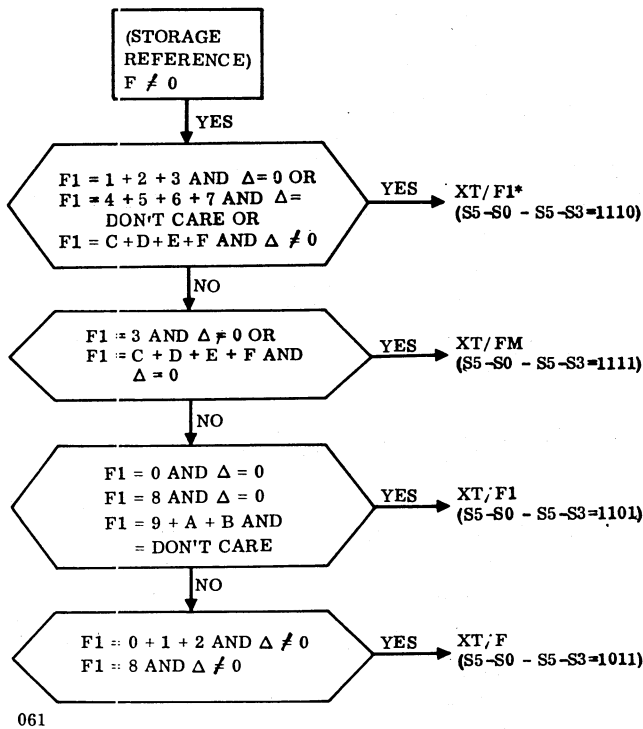 (STORAGE
REFERENCE)
F ≠ 0
YES
F1 = 1 + 2 + 3 AND Δ = 0 OR
F1 = 4 + 5 + 6 + 7 AND Δ =
DON'T CARE OR
F1 = C + D + E + F AND Δ ≠ 0
YES
XT/F1*
(S5-S0 - S5-S3=1110)
NO
F1 = 3 AND Δ ≠ 0 OR
F1 = C + D + E + F AND
Δ = 0
YES
XT/FM
(S5-S0 - S5-S3=1111)
NO
F1 = 0 AND Δ = 0
F1 = 8 AND Δ = 0
F1 = 9 + A + B AND
= DON'T CARE
YES
XT/F1
(S5-S0 - S5-S3=1101)
NO
F1 = 0 + 1 + 2 AND Δ ≠ 0
F1 = 8 AND Δ ≠ 0
YES
XT/F
(S5-S0 - S5-S3=1011)
061